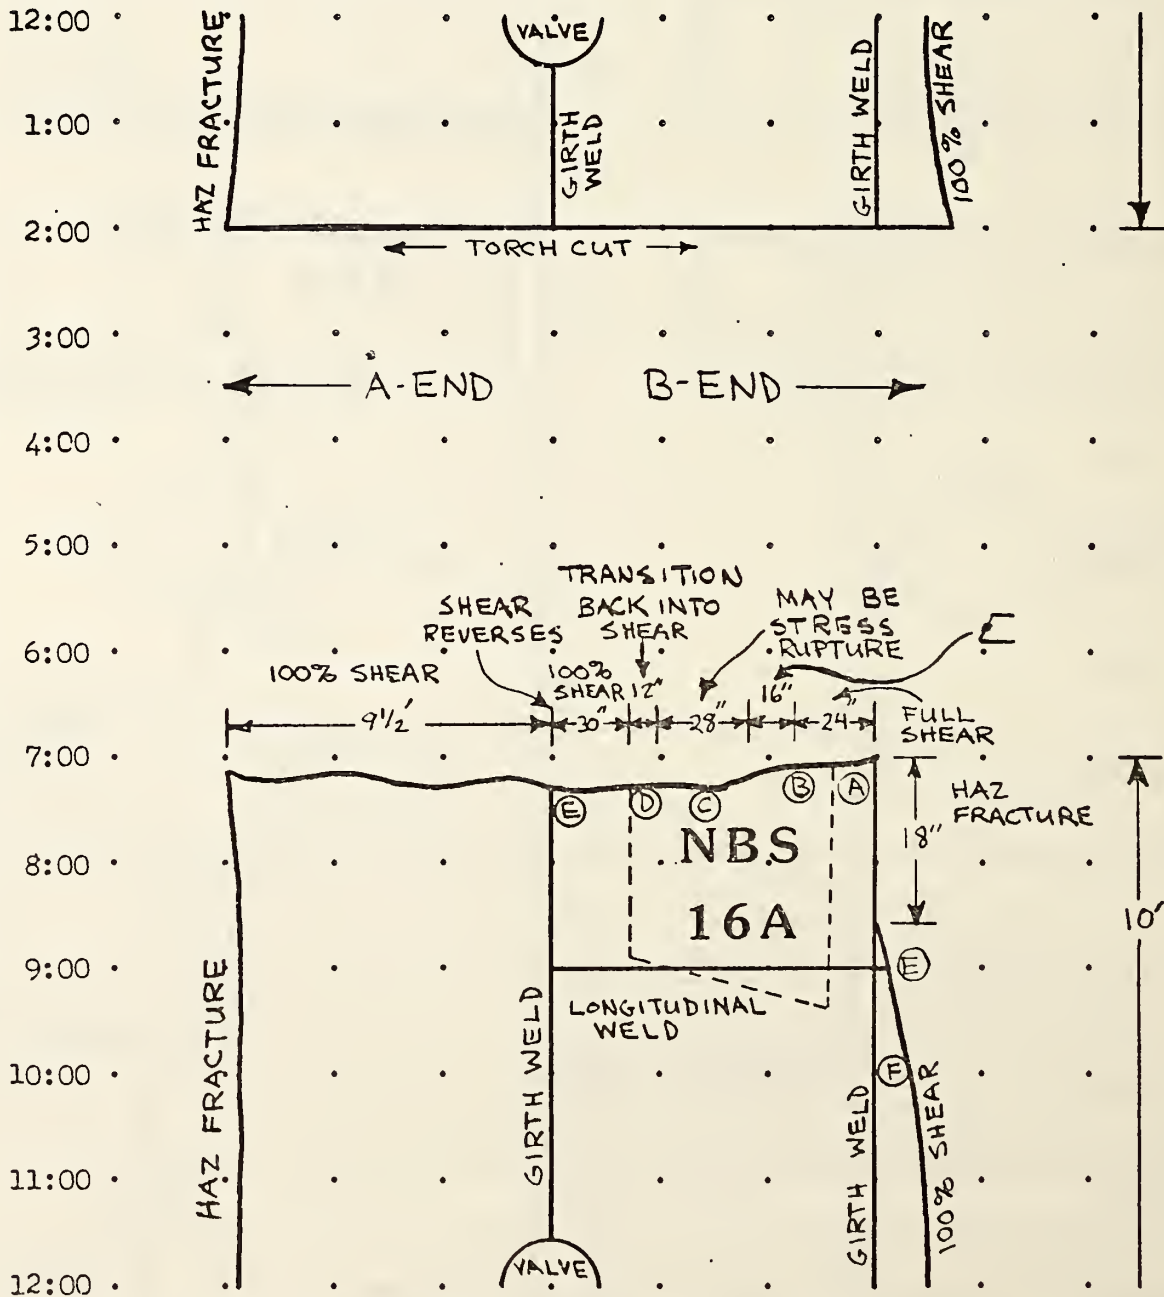 12:00
VALVE
HAZ FRACTURE
GIRTH WELD
100% SHEAR
1:00
GIRTH
WELD
2:00
TORCH CUT
3:00
A-END
B-END
4:00
5:00
TRANSITION
BACK INTO
SHEAR
SHEAR
REVERSES
MAY BE
STRESS
RUPTURE
E
6:00
100% SHEAR
100%
SHEAR
12"
16"
9 1/2'
30"
28"
24"
FULL
SHEAR
7:00
E
D
C
B
A
HAZ
FRACTURE
18"
NBS
8:00
16A
10'
9:00
E
LONGITUDINAL
WELD
HAZ FRACTURE
GIRTH WELD
10:00
F
GIRTH WELD
100% SHEAR
11:00
VALVE
12:00